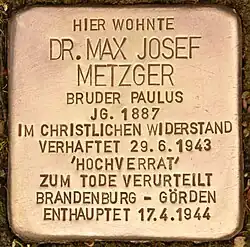 HIER WOHNTE
DR. MAX JOSEF
METZGER
BRUDER PAULUS
JG. 1887
IM CHRISTLICHEN WIDERSTAND
VERHAFTET 29.6.1943
'HOCHVERRAT'
ZUM TODE VERURTEILT
BRANDENBURG - GÖRDEN
ENTHAUPTET 17.4.1944